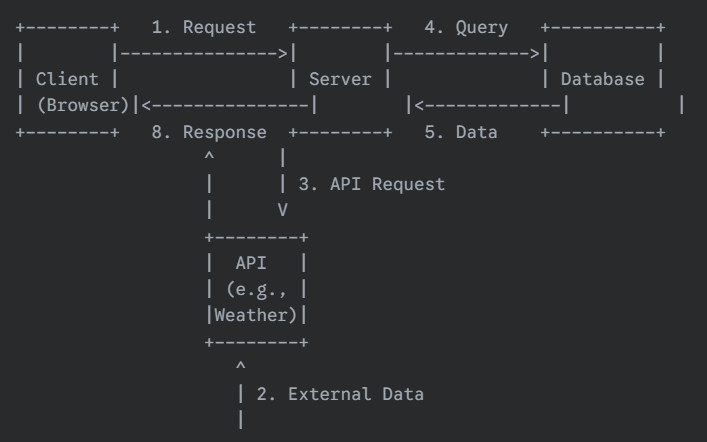 +--------+   1. Request   +--------+   4. Query   +----------+
|        |--------------->|        |------------->|          |
| Client |                | Server |              | Database |
| (Browser)|<---------------|        |<-------------|          |
+--------+   8. Response  +--------+   5. Data    +----------+
                  ^      |
                  |      | 3. API Request
                  |      V
                  +--------+
                  |  API   |
                  | (e.g., |
                  |Weather)|
                  +--------+
                     ^
                     | 2. External Data
                     |